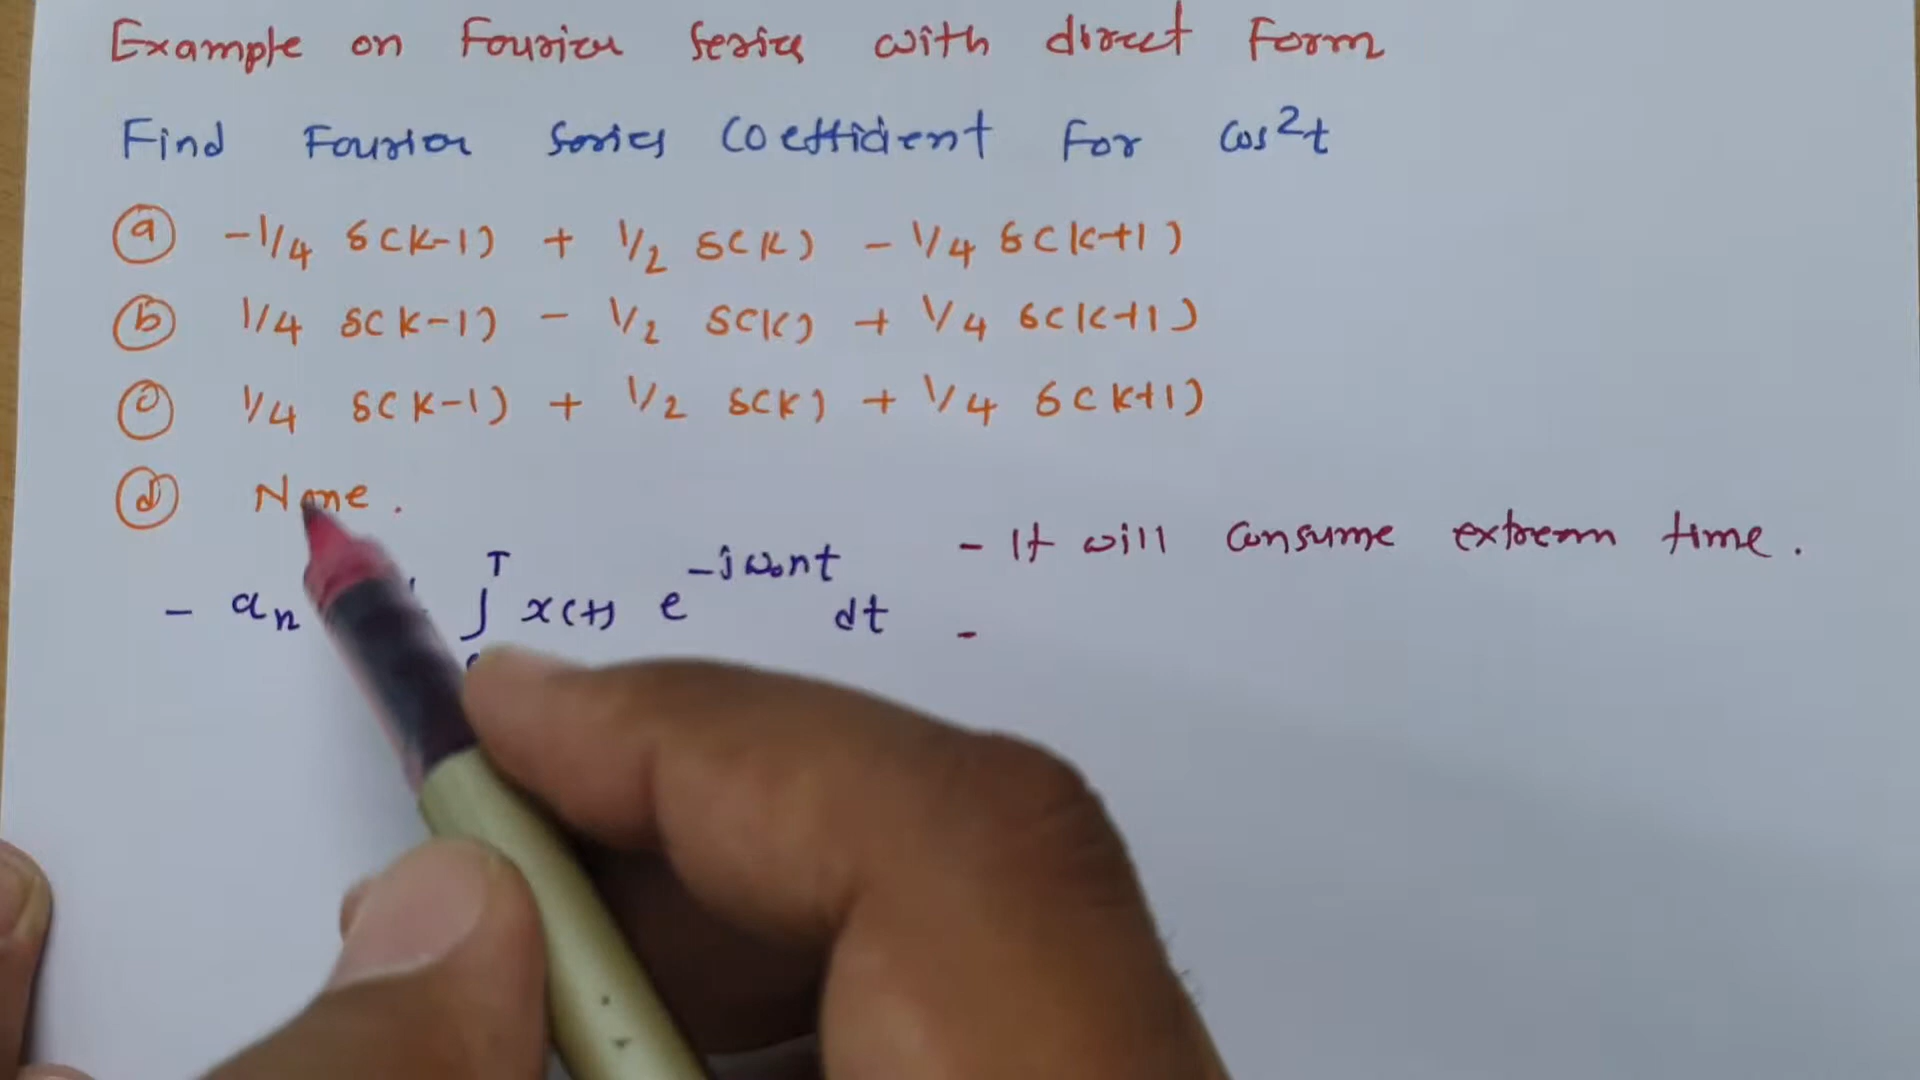 Example on Fourier Series with direct Form
Find Fourier Series Coefficient For cos²t
(a) -1/4 δ(k-1) + 1/2 δ(k) - 1/4 δ(k+1)
(b) 1/4 δ(k-1) - 1/2 δ(k) + 1/4 δ(k+1)
(c) 1/4 δ(k-1) + 1/2 δ(k) + 1/4 δ(k+1)
(d) None.
- It will Consume extrem time.
- aₙ ∫ᵀ x(t) e^-jω₀nt dt -